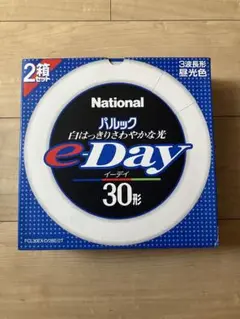 2箱
セット
3波長形
昼光色
National
パルック
白はっきりさわやかな光
e-Day
イーデイ
30形